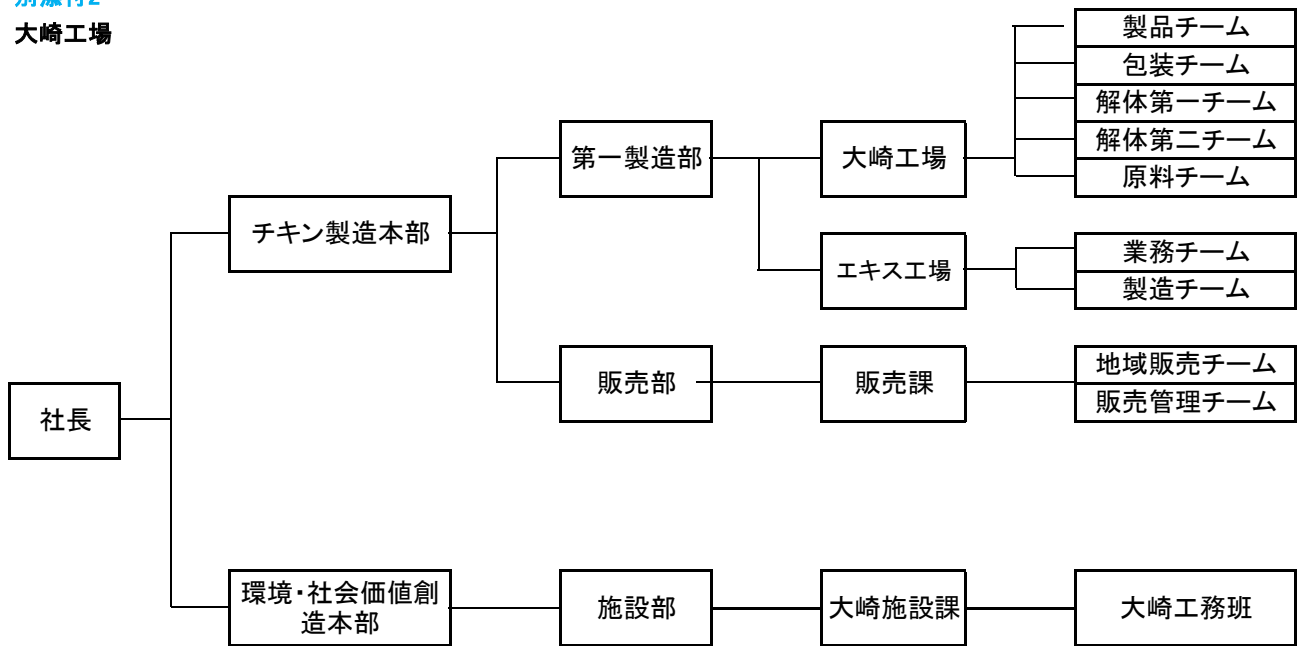 別添付2
大崎工場
製品チーム
包装チーム
解体第一チーム
解体第二チーム
原料チーム
第一製造部
大崎工場
チキン製造本部
エキス工場
業務チーム
製造チーム
販売部
販売課
地域販売チーム
販売管理チーム
社長
環境・社会価値創
造本部
施設部
大崎施設課
大崎工務班